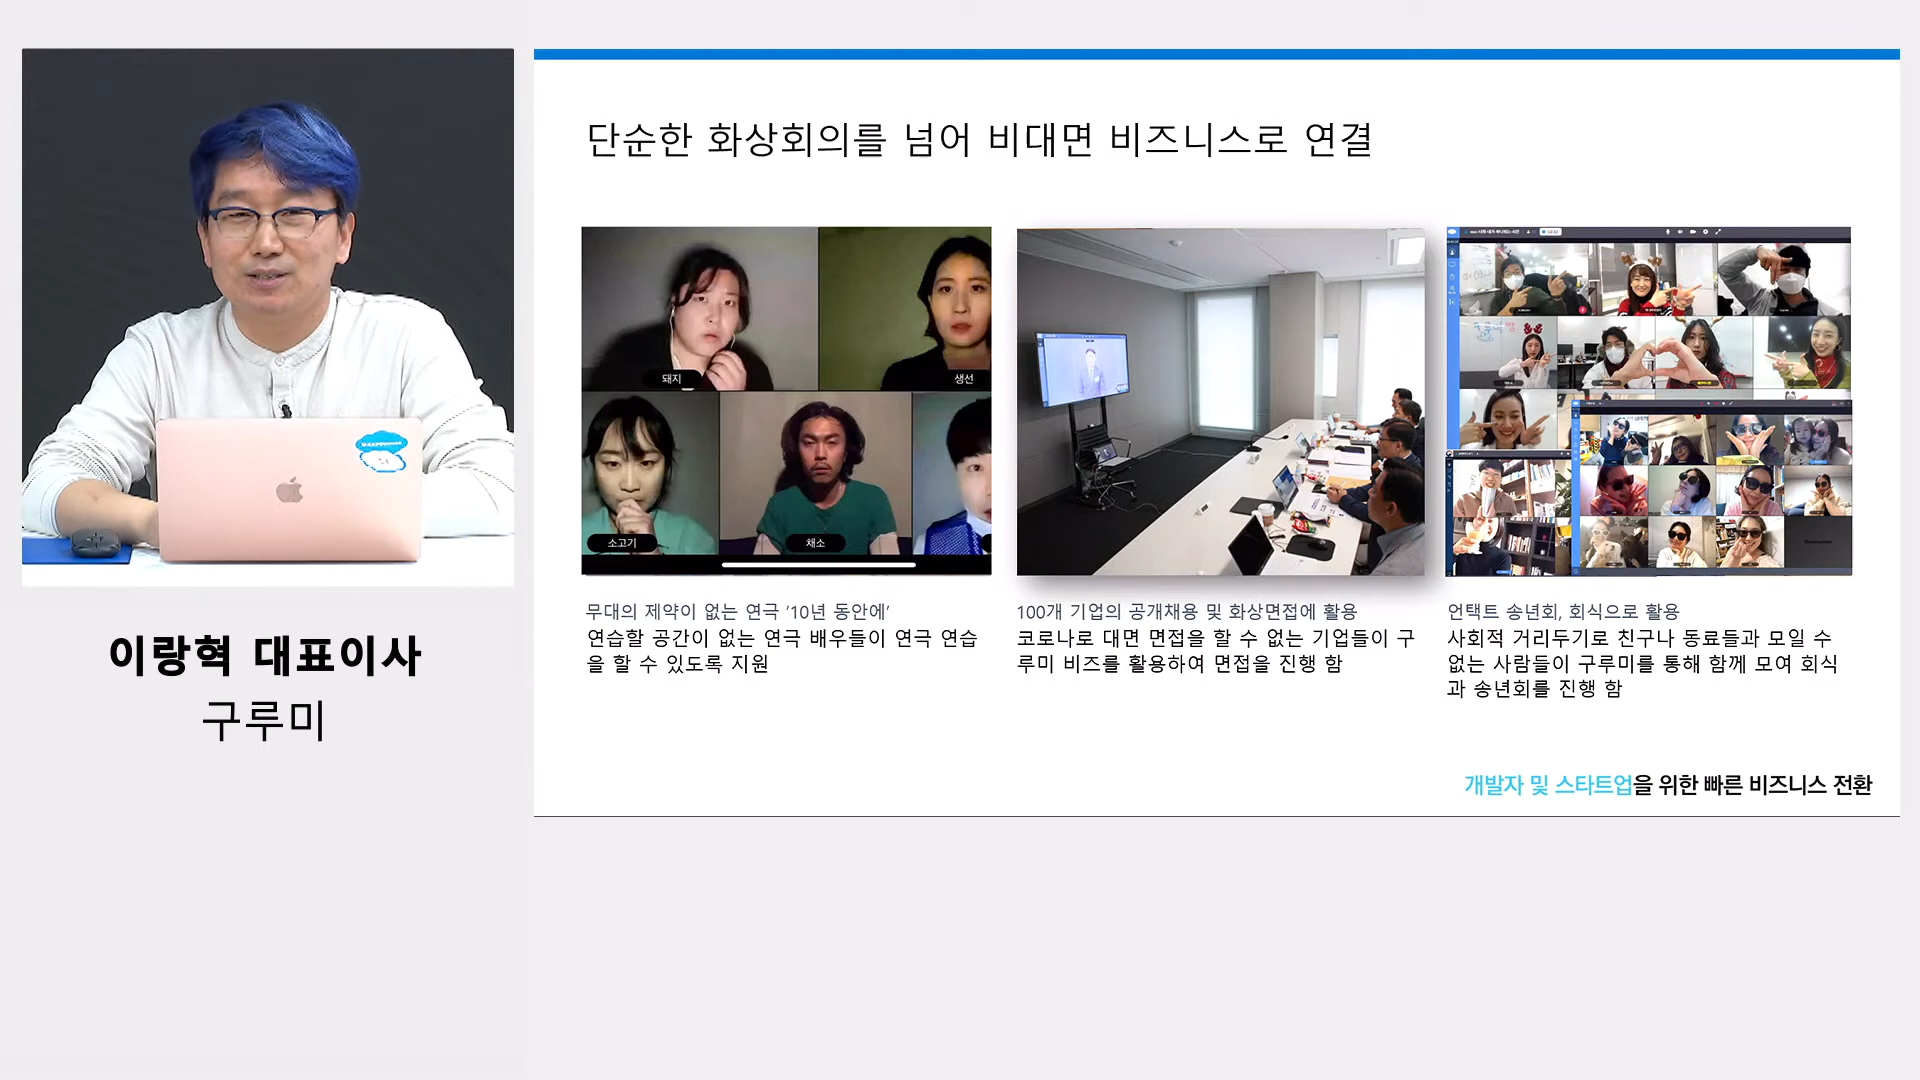 이랑혁 대표이사
구루미
단순한 화상회의를 넘어 비대면 비즈니스로 연결
돼지
생선
소고기
채소
무대의 제약이 없는 연극 '10년 동안에'
연습할 공간이 없는 연극 배우들이 연극 연습
을 할 수 있도록 지원
100개 기업의 공개채용 및 화상면접에 활용
코로나로 대면 면접을 할 수 없는 기업들이 구
루미 비즈를 활용하여 면접을 진행 함
언택트 송년회, 회식으로 활용
사회적 거리두기로 친구나 동료들과 모일 수
없는 사람들이 구루미를 통해 함께 모여 회식
과 송년회를 진행 함
개발자 및 스타트업을 위한 빠른 비즈니스 전환